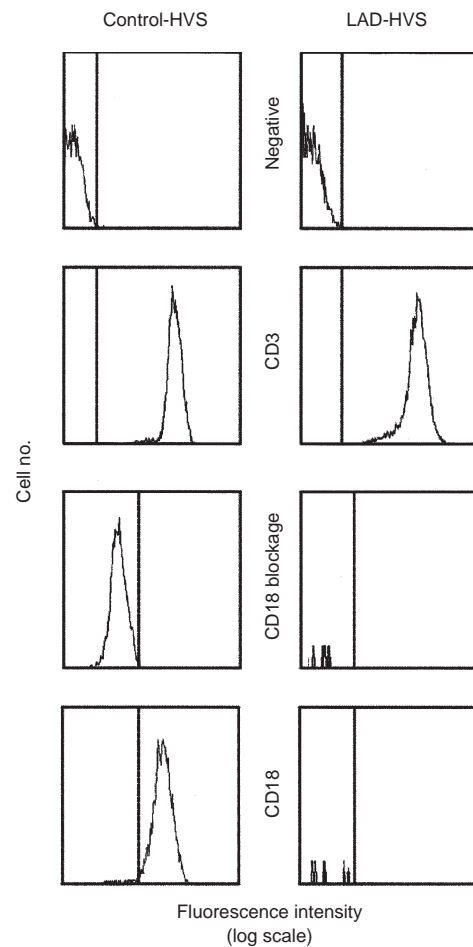 Control-HVS
LAD-HVS
Negative
CD3
Cell no.
CD18 blockage
CD18
Fluorescence intensity
(log scale)